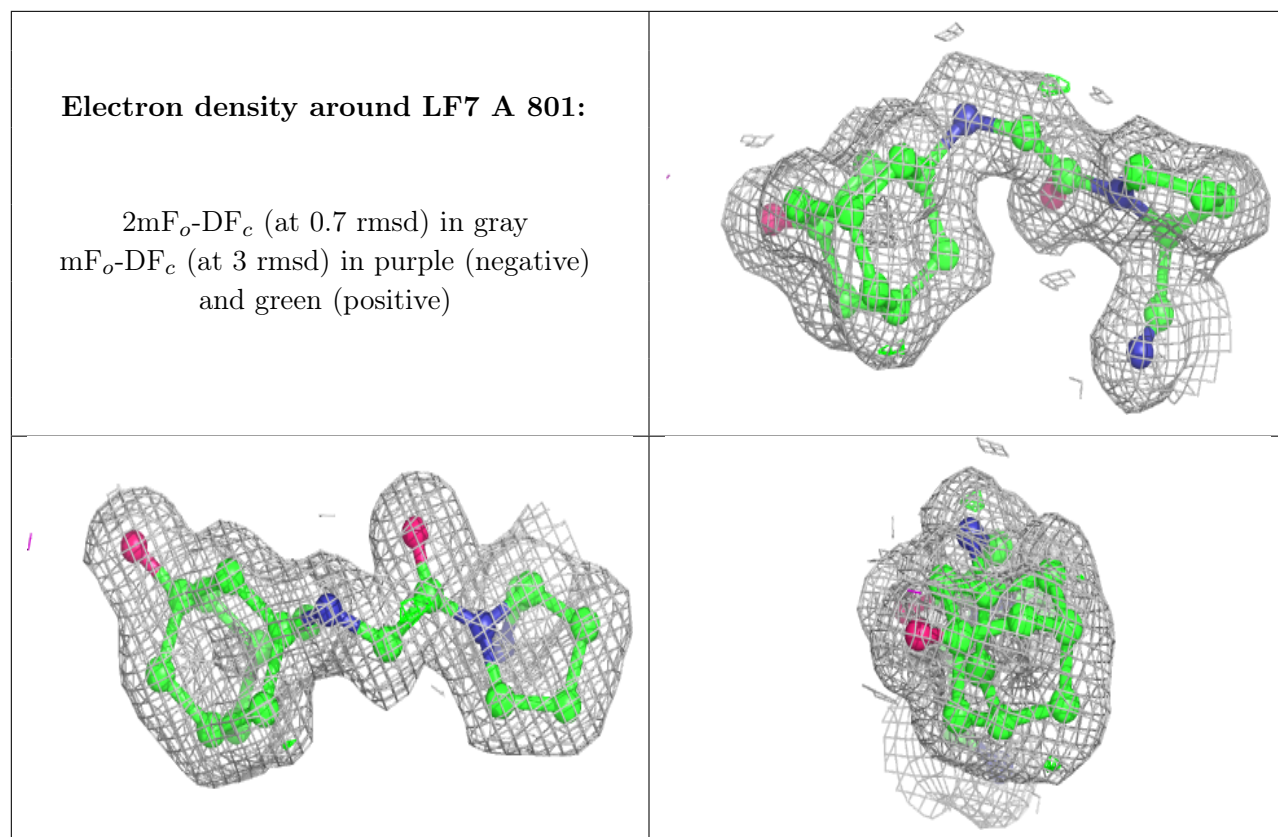 Electron density around LF7 A 801:
2mFo-DFc (at 0.7 rmsd) in gray
mFo-DFc (at 3 rmsd) in purple (negative)
and green (positive)